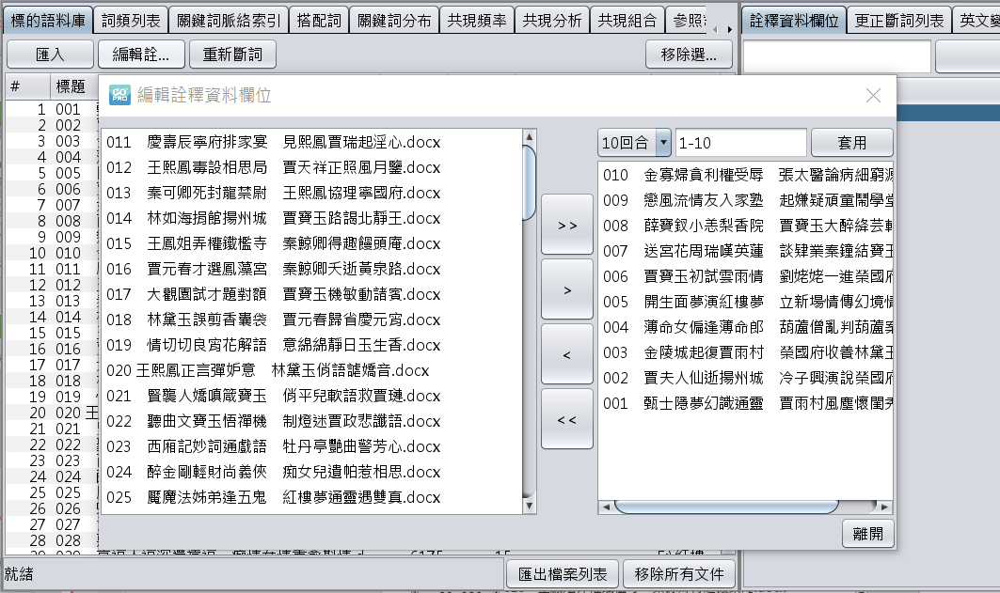 標的語料庫 詞頻列表 關鍵詞脈絡索引 搭配詞 關鍵詞分布 共現頻率 共現分析 共現組合 詮釋資料欄位 更正斷詞列表
匯入 編輯詮... 重新斷詞 移除選...
# 標題
編輯詮釋資料欄位
1 001
2 002
3 003
4 004
5 005
6 006
7 007
8 008
9 009
10 010
11 011
12 012
13 013
14 014
15 015
16 016
17 017
18 018
19 019
20 020
21 021
22 022
23 023
24 024
25 025
26 026
27 027
28 028
011 慶壽辰寧府排家宴 見熙鳳賈瑞起淫心.docx
012 王熙鳳毒設相思局 賈天祥正照風月鑒.docx
013 秦可卿死封龍禁尉 王熙鳳協理寧國府.docx
014 林如海捐館揚州城 賈寶玉路謁北靜王.docx
015 王鳳姐弄權鐵檻寺 秦鯨卿得趣饅頭庵.docx
016 賈元春才選鳳藻宮 秦鯨卿夭逝黃泉路.docx
017 大觀園試才題對額 賈寶玉機敏動諸賓.docx
018 林黛玉誤剪香囊袋 賈元春歸省慶元宵.docx
019 情切切良宵花解語 意綿綿靜日玉生香.docx
020 王熙鳳正言彈妒意 林黛玉俏語謔嬌音.docx
021 賢襲人嬌嗔箴寶玉 俏平兒軟語救賈璉.docx
022 聽曲文寶玉悟禪機 制燈迷賈政悲讖語.docx
023 西廂記妙詞通戲語 牡丹亭艷曲警芳心.docx
024 醉金剛輕財尚義俠 痴女兒遺帕惹相思.docx
025 魘魔法姊弟逢五鬼 紅樓夢通靈遇雙真.docx
>>
>
<
<<
10回合 1-10 套用
010 金寡婦貪利權受辱 張太醫論病細窮源
009 戀風流情友入家塾 起嫌疑頑童鬧學堂
008 薛寶釵小恙梨香院 賈寶玉大醉絳芸軒
007 送宮花周瑞嘆英蓮 談肄業秦鐘結寶玉
006 賈寶玉初試雲雨情 劉姥姥一進榮國府
005 開生面夢演紅樓夢 立新場情傳幻境情
004 薄命女偏逢薄命郎 葫蘆僧亂判葫蘆案
003 金陵城起復賈雨村 榮國府收養林黛玉
002 賈夫人仙逝揚州城 冷子興演說榮國府
001 甄士隱夢幻識通靈 賈雨村風塵懷閨秀
離開
就緒 匯出檔案列表 移除所有文件